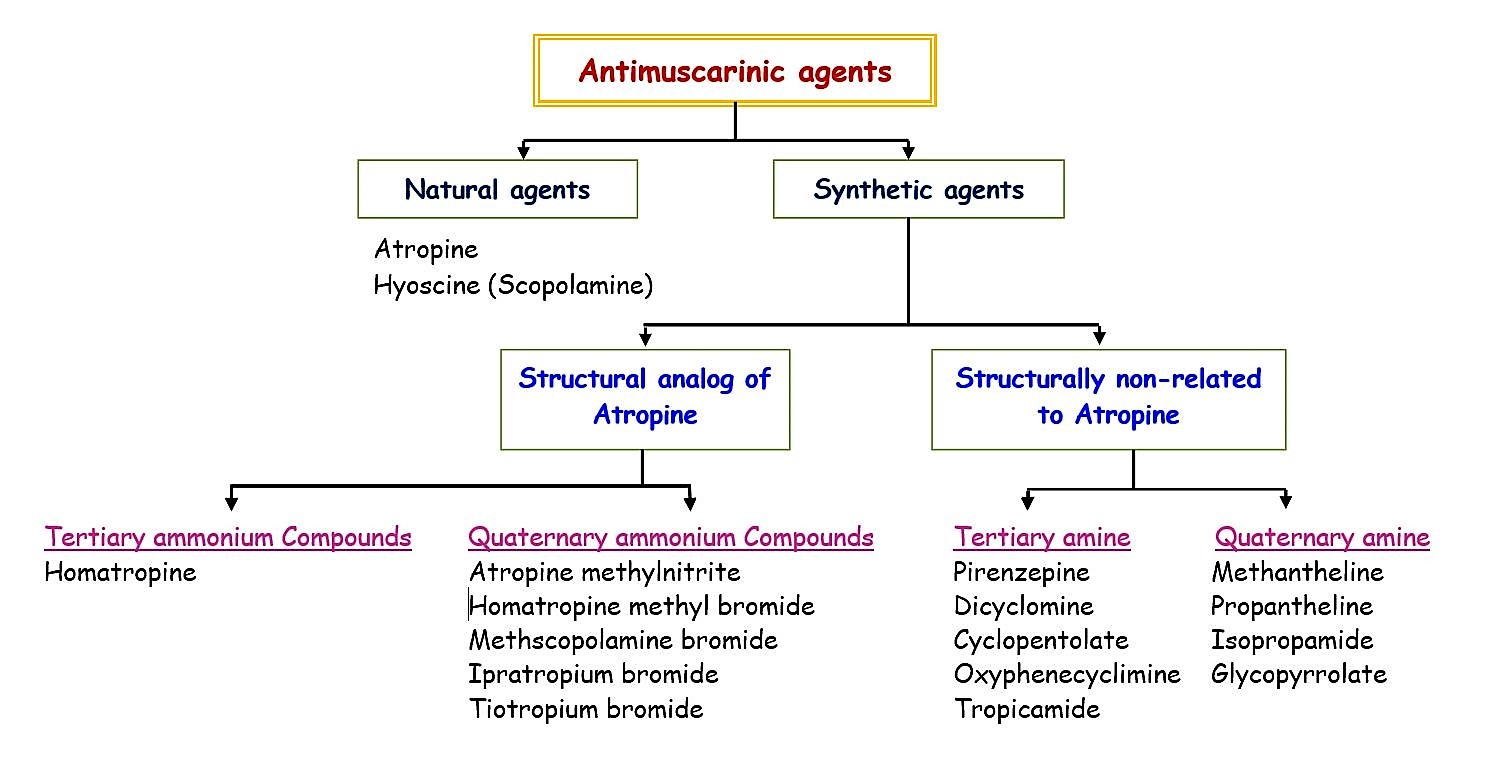 Antimuscarinic agents
Natural agents
Synthetic agents
Atropine
Hyoscine (Scopolamine)
Structural analog of
Atropine
Structurally non-related
to Atropine
Tertiary ammonium Compounds
Homatropine
Quaternary ammonium Compounds
Atropine methylnitrite
Homatropine methyl bromide
Methscopolamine bromide
Ipratropium bromide
Tiotropium bromide
Tertiary amine
Pirenzepine
Dicyclomine
Cyclopentolate
Oxyphenecyclimine
Tropicamide
Quaternary amine
Methantheline
Propantheline
Isopropamide
Glycopyrrolate